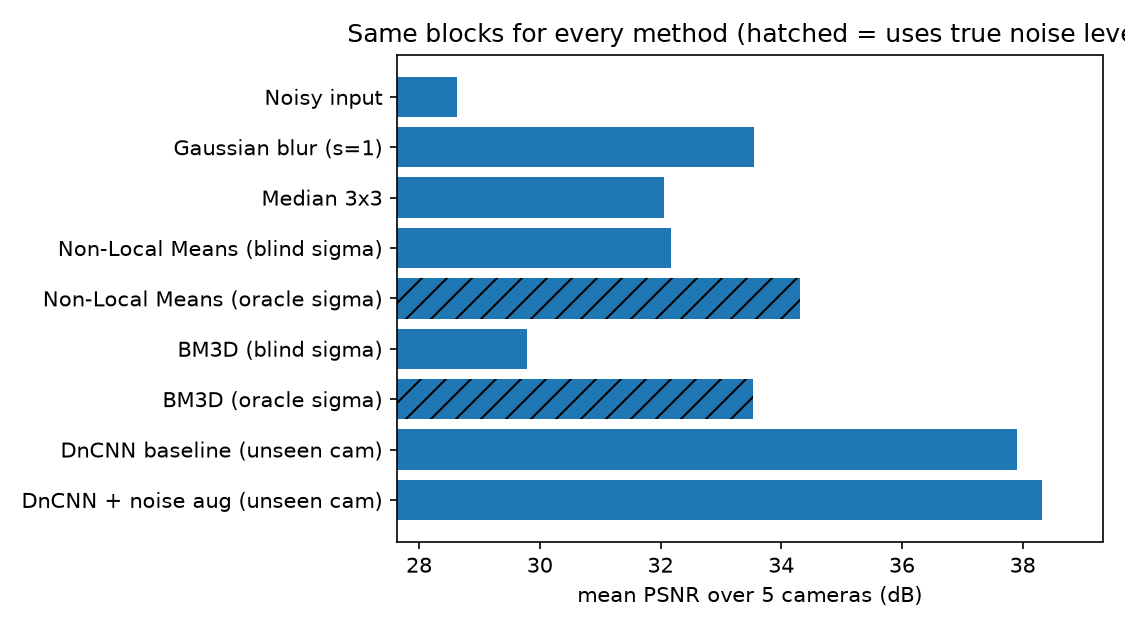 Same blocks for every method (hatched = uses true noise leve
Noisy input
Gaussian blur (s=1)
Median 3x3
Non-Local Means (blind sigma)
Non-Local Means (oracle sigma)
BM3D (blind sigma)
BM3D (oracle sigma)
DnCNN baseline (unseen cam)
DnCNN + noise aug (unseen cam)
28 30 32 34 36 38
mean PSNR over 5 cameras (dB)